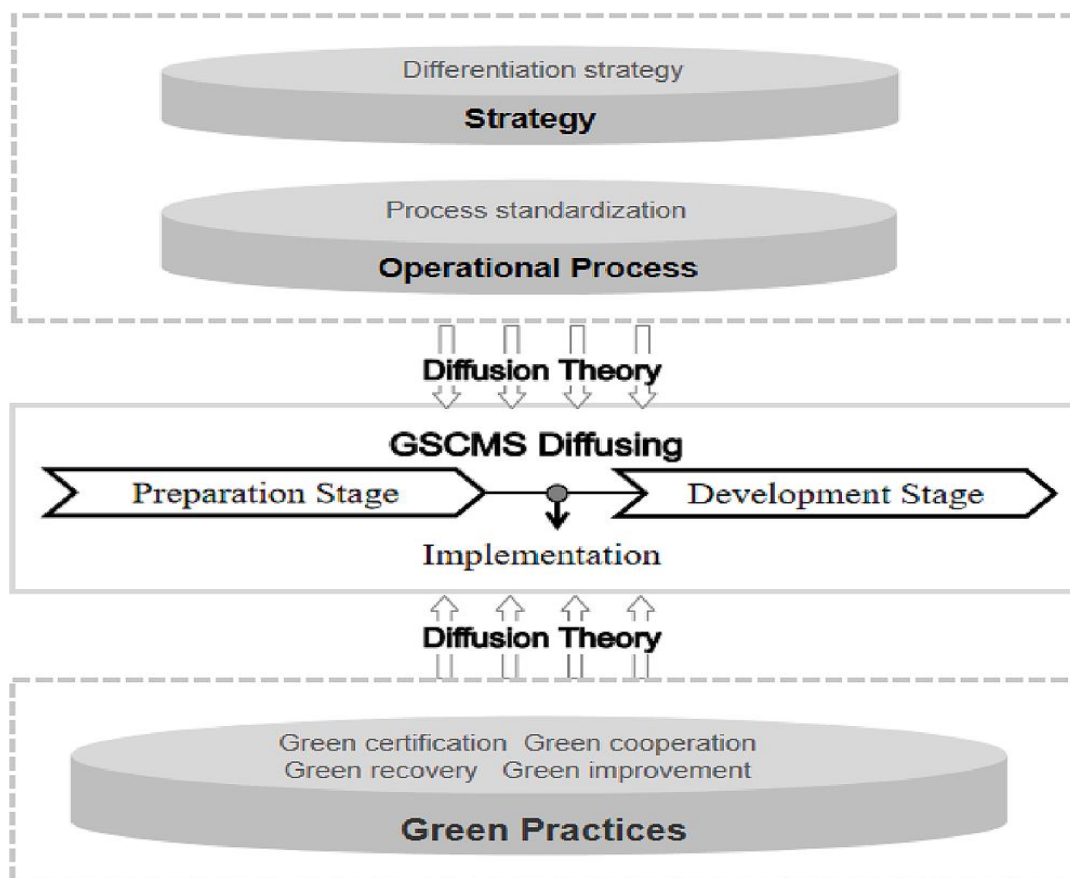 Differentiation strategy
Strategy
Process standardization
Operational Process
Diffusion Theory
GSCMS Diffusing
Preparation Stage
Development Stage
Implementation
Diffusion Theory
Green certification Green cooperation
Green recovery Green improvement
Green Practices